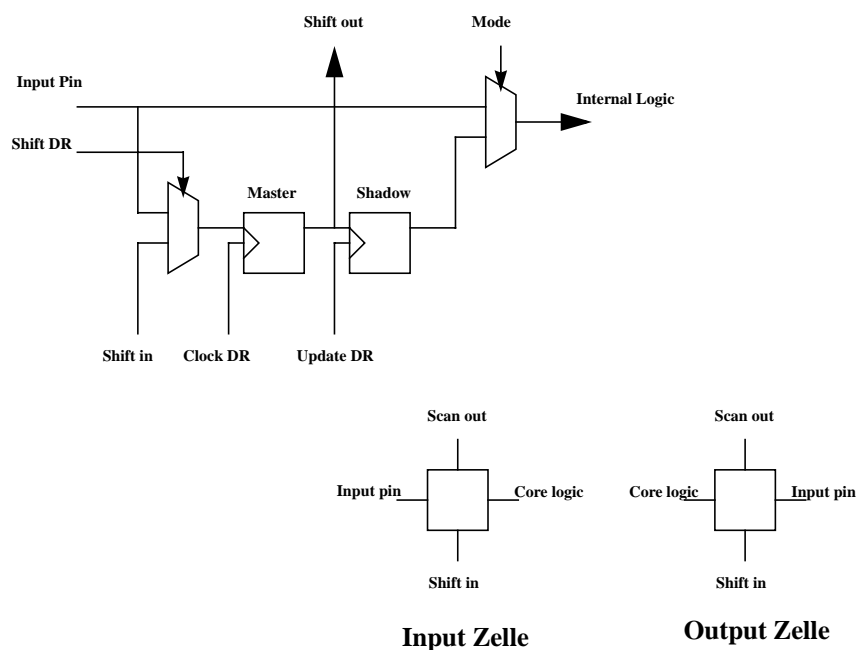 Shift out
Mode
Input Pin
Internal Logic
Shift DR
Master
Shadow
Shift in
Clock DR
Update DR
Scan out
Scan out
Input pin
Core logic
Core logic
Input pin
Shift in
Shift in
Input Zelle
Output Zelle